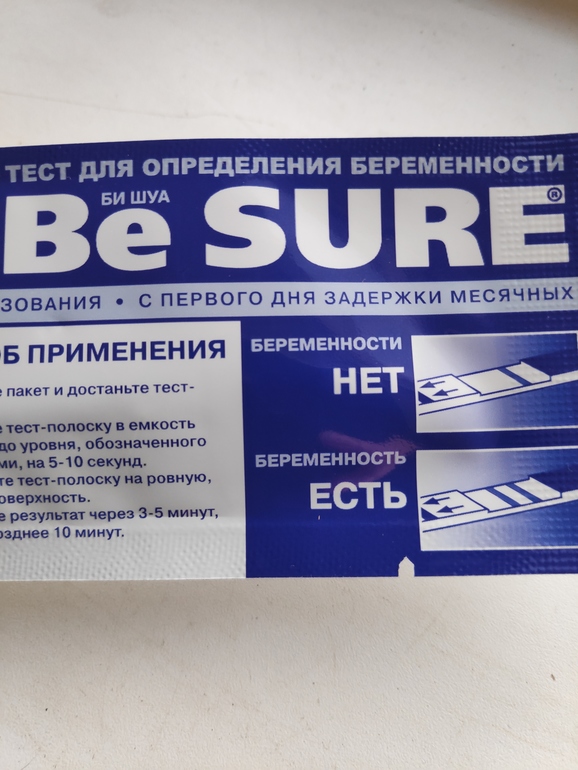 ТЕСТ ДЛЯ ОПРЕДЕЛЕНИЯ БЕРЕМЕННОСТИ
БИ ШУА
Be SURE®
ЗОВАНИЯ • С ПЕРВОГО ДНЯ ЗАДЕРЖКИ МЕСЯЧНЫХ
ОБ ПРИМЕНЕНИЯ
е пакет и достаньте тест-
е тест-полоску в емкость
до уровня, обозначенного
ми, на 5-10 секунд.
те тест-полоску на ровную,
оверхность.
е результат через 3-5 минут,
озднее 10 минут.
БЕРЕМЕННОСТИ
НЕТ
БЕРЕМЕННОСТЬ
ЕСТЬ